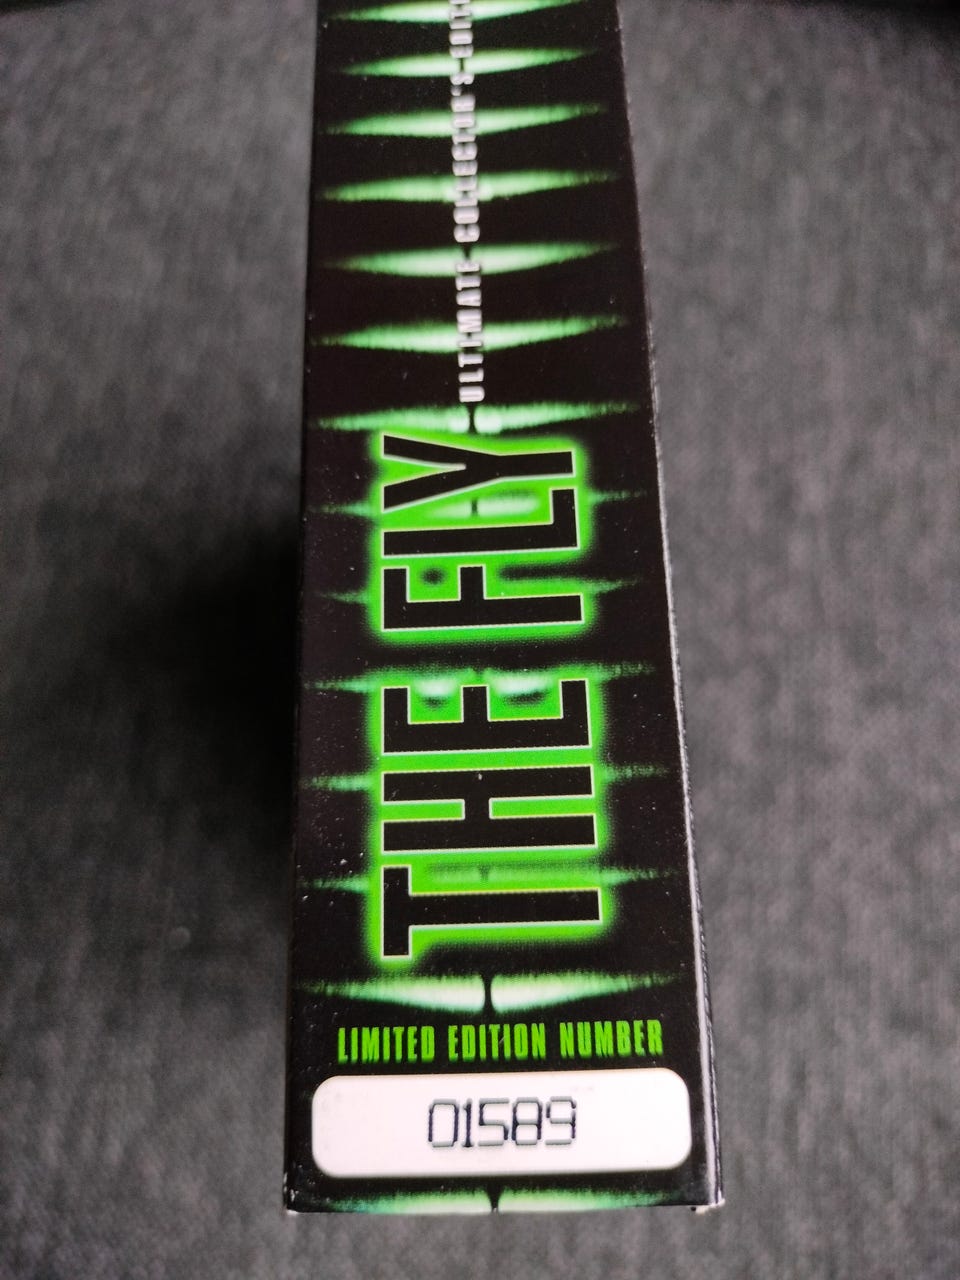 THE FLY
ULTIMATE COLLECTOR'S
LIMITED EDITION NUMBER
01589